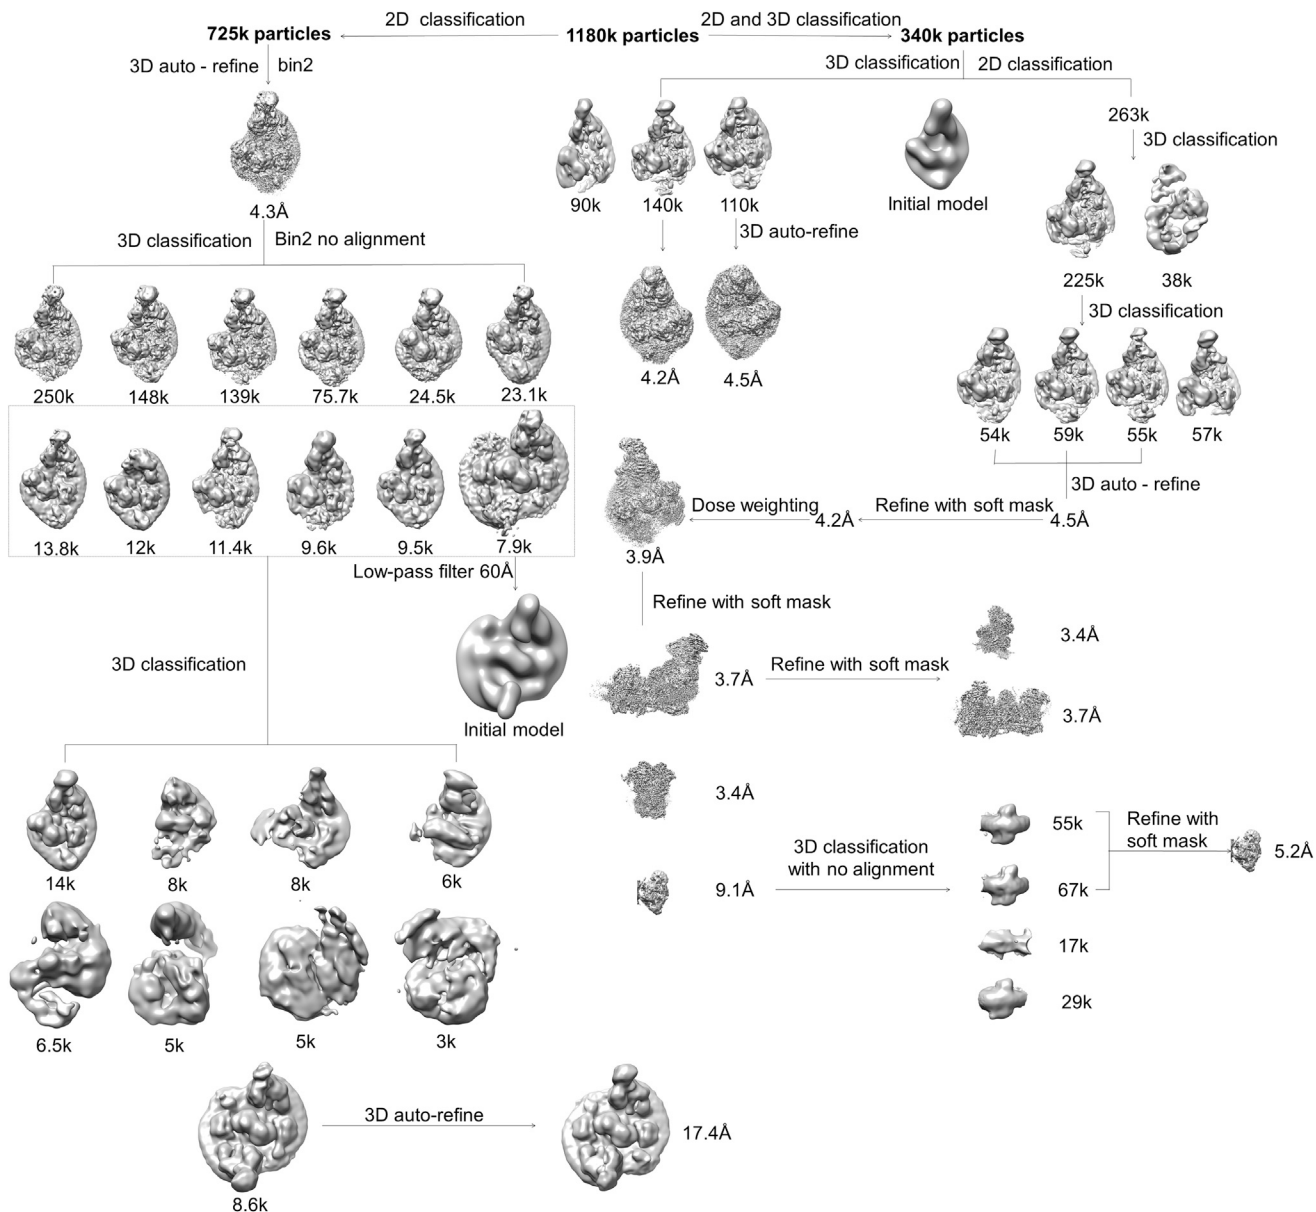 2D classification
2D and 3D classification
725k particles
1180k particles
340k particles
3D auto - refine
bin2
3D classification
2D classification
263k
3D classification
4.3Å
90k
140k
110k
Initial model
3D classification
Bin2 no alignment
3D auto-refine
225k
38k
3D classification
250k
148k
139k
75.7k
24.5k
23.1k
4.2Å
4.5Å
54k
59k
55k
57k
3D auto - refine
13.8k
12k
11.4k
9.6k
9.5k
7.9k
Dose weighting
4.2Å
Refine with soft mask
4.5Å
3.9Å
Low-pass filter 60Å
Refine with soft mask
3D classification
Initial model
3.7Å
Refine with soft mask
3.4Å
3.7Å
3.4Å
14k
8k
8k
6k
9.1Å
3D classification
with no alignment
55k
67k
17k
29k
Refine with
soft mask
5.2Å
6.5k
5k
5k
3k
3D auto-refine
8.6k
17.4Å